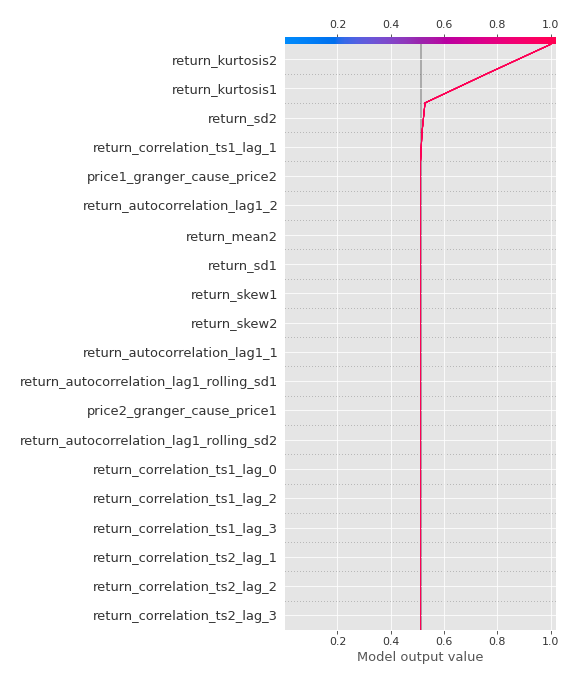 0.2 0.4 0.6 0.8 1.0
return_kurtosis2
return_kurtosis1
return_sd2
return_correlation_ts1_lag_1
price1_granger_cause_price2
return_autocorrelation_lag1_2
return_mean2
return_sd1
return_skew1
return_skew2
return_autocorrelation_lag1_1
return_autocorrelation_lag1_rolling_sd1
price2_granger_cause_price1
return_autocorrelation_lag1_rolling_sd2
return_correlation_ts1_lag_0
return_correlation_ts1_lag_2
return_correlation_ts1_lag_3
return_correlation_ts2_lag_1
return_correlation_ts2_lag_2
return_correlation_ts2_lag_3
0.2 0.4 0.6 0.8 1.0
Model output value